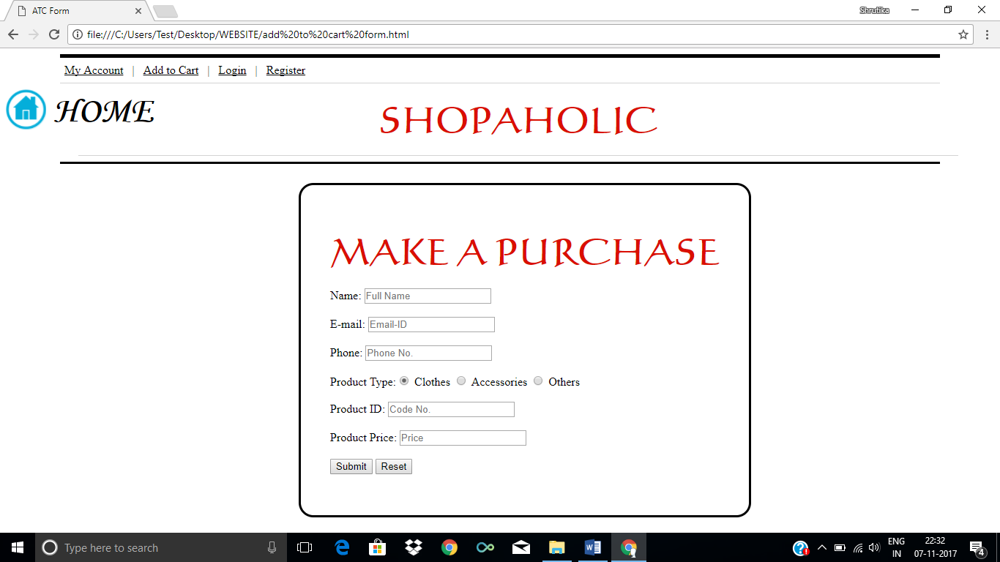 ATC Form
Shrutika
file:///C:/Users/Test/Desktop/WEBSITE/add%20to%20cart%20form.html
My Account | Add to Cart | Login | Register
HOME
SHOPAHOLIC
MAKE A PURCHASE
Name: Full Name
E-mail: Email-ID
Phone: Phone No.
Product Type: Clothes Accessories Others
Product ID: Code No.
Product Price: Price
Submit Reset
Type here to search
ENG
IN
22:32
07-11-2017
4